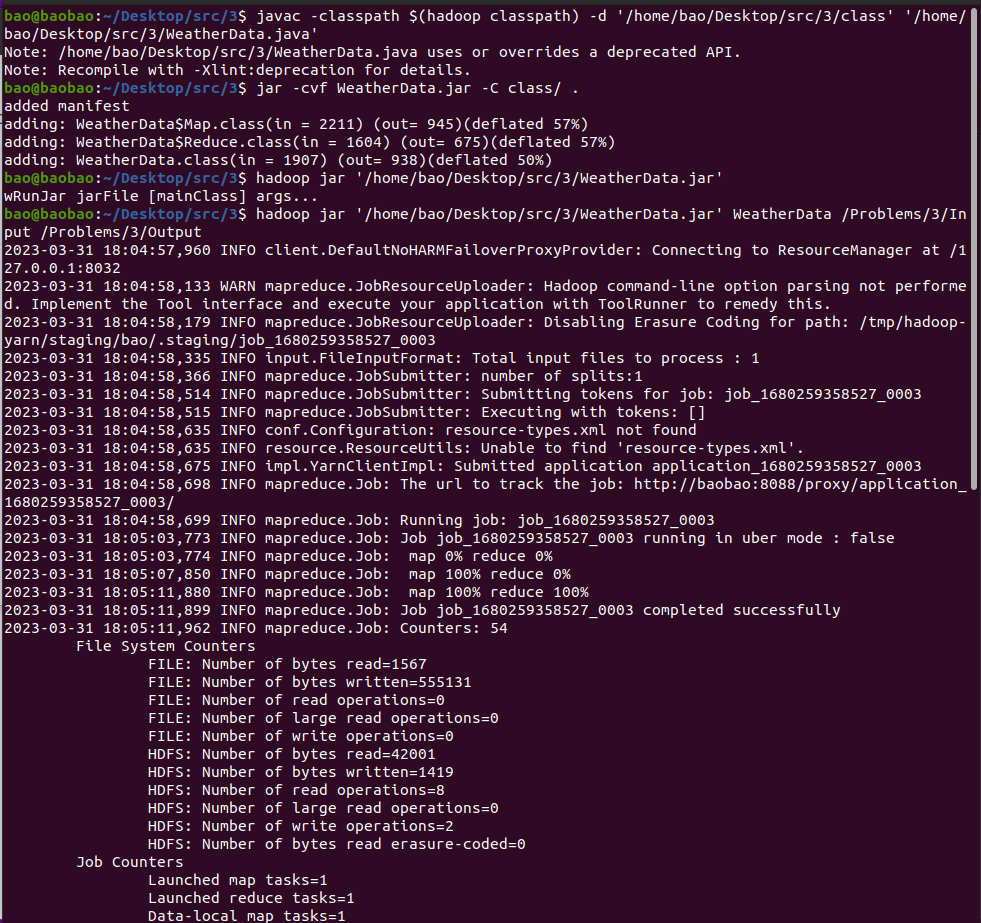 bao@baobao:~/Desktop/src/3$ javac -classpath $(hadoop classpath) -d '/home/bao/Desktop/src/3/class' '/home/
bao/Desktop/src/3/WeatherData.java'
Note: /home/bao/Desktop/src/3/WeatherData.java uses or overrides a deprecated API.
Note: Recompile with -Xlint:deprecation for details.
bao@baobao:~/Desktop/src/3$ jar -cvf WeatherData.jar -C class/ .
added manifest
adding: WeatherData$Map.class(in = 2211) (out= 945)(deflated 57%)
adding: WeatherData$Reduce.class(in = 1604) (out= 675)(deflated 57%)
adding: WeatherData.class(in = 1907) (out= 938)(deflated 50%)
bao@baobao:~/Desktop/src/3$ hadoop jar '/home/bao/Desktop/src/3/WeatherData.jar'
wRunJar jarFile [mainClass] args...
bao@baobao:~/Desktop/src/3$ hadoop jar '/home/bao/Desktop/src/3/WeatherData.jar' WeatherData /Problems/3/In
put /Problems/3/Output
2023-03-31 18:04:57,960 INFO client.DefaultNoHARMFailoverProxyProvider: Connecting to ResourceManager at /1
27.0.0.1:8032
2023-03-31 18:04:58,133 WARN mapreduce.JobResourceUploader: Hadoop command-line option parsing not performe
d. Implement the Tool interface and execute your application with ToolRunner to remedy this.
2023-03-31 18:04:58,179 INFO mapreduce.JobResourceUploader: Disabling Erasure Coding for path: /tmp/hadoop-
yarn/staging/bao/.staging/job_1680259358527_0003
2023-03-31 18:04:58,335 INFO input.FileInputFormat: Total input files to process : 1
2023-03-31 18:04:58,366 INFO mapreduce.JobSubmitter: number of splits:1
2023-03-31 18:04:58,514 INFO mapreduce.JobSubmitter: Submitting tokens for job: job_1680259358527_0003
2023-03-31 18:04:58,515 INFO mapreduce.JobSubmitter: Executing with tokens: []
2023-03-31 18:04:58,635 INFO conf.Configuration: resource-types.xml not found
2023-03-31 18:04:58,635 INFO resource.ResourceUtils: Unable to find 'resource-types.xml'.
2023-03-31 18:04:58,675 INFO impl.YarnClientImpl: Submitted application application_1680259358527_0003
2023-03-31 18:04:58,698 INFO mapreduce.Job: The url to track the job: http://baobao:8088/proxy/application_
1680259358527_0003/
2023-03-31 18:04:58,699 INFO mapreduce.Job: Running job: job_1680259358527_0003
2023-03-31 18:05:03,773 INFO mapreduce.Job: Job job_1680259358527_0003 running in uber mode : false
2023-03-31 18:05:03,774 INFO mapreduce.Job:  map 0% reduce 0%
2023-03-31 18:05:07,850 INFO mapreduce.Job:  map 100% reduce 0%
2023-03-31 18:05:11,880 INFO mapreduce.Job:  map 100% reduce 100%
2023-03-31 18:05:11,899 INFO mapreduce.Job: Job job_1680259358527_0003 completed successfully
2023-03-31 18:05:11,962 INFO mapreduce.Job: Counters: 54
File System Counters
FILE: Number of bytes read=1567
FILE: Number of bytes written=555131
FILE: Number of read operations=0
FILE: Number of large read operations=0
FILE: Number of write operations=0
HDFS: Number of bytes read=42001
HDFS: Number of bytes written=1419
HDFS: Number of read operations=8
HDFS: Number of large read operations=0
HDFS: Number of write operations=2
HDFS: Number of bytes read erasure-coded=0
Job Counters
Launched map tasks=1
Launched reduce tasks=1
Data-local map tasks=1